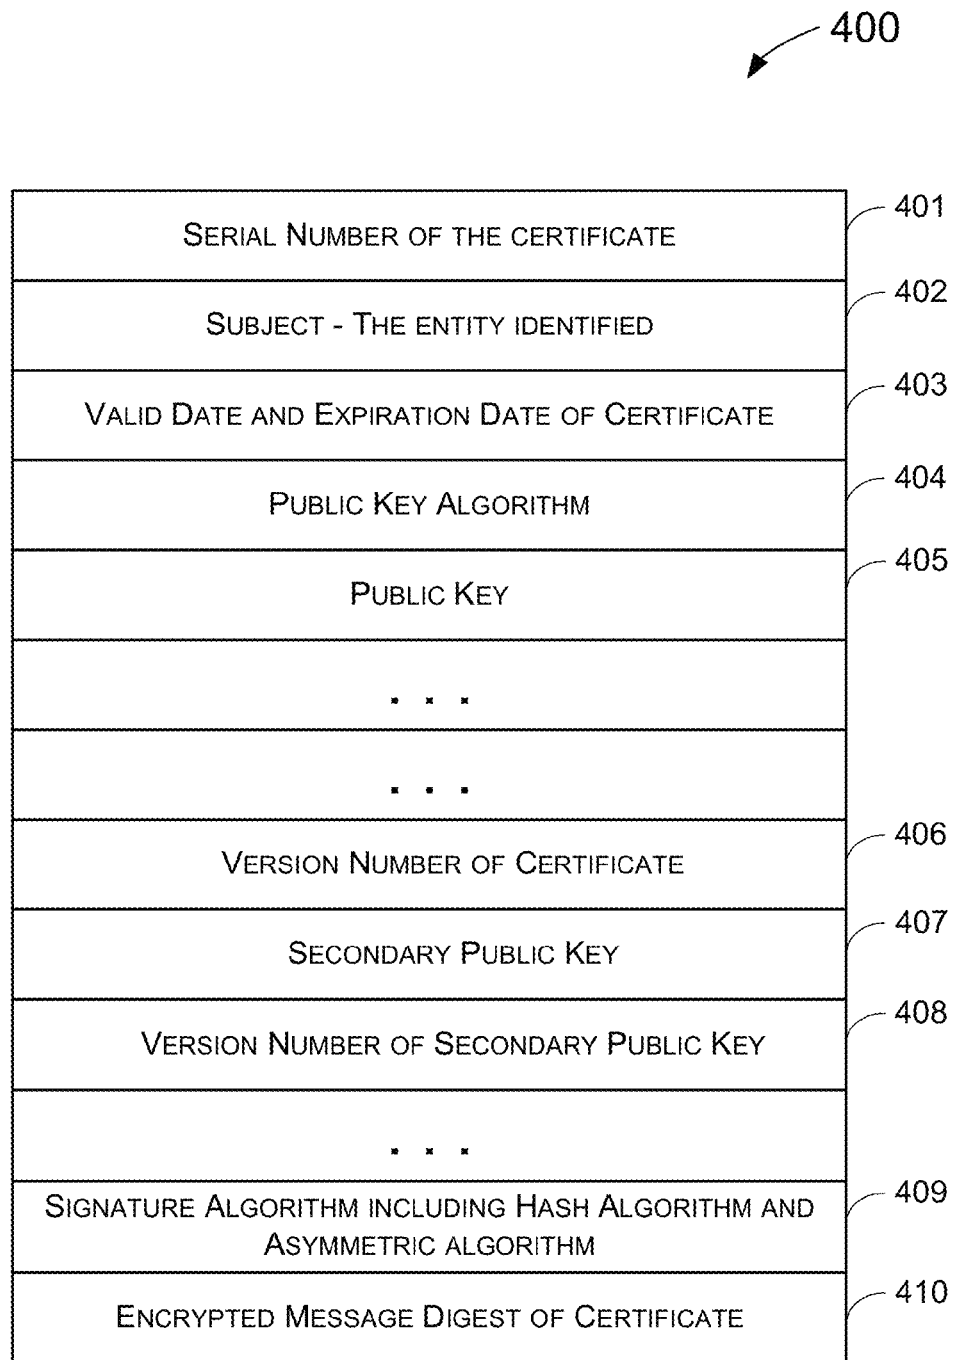 400
401
SERIAL NUMBER OF THE CERTIFICATE
402
SUBJECT - THE ENTITY IDENTIFIED
403
VALID DATE AND EXPIRATION DATE OF CERTIFICATE
404
PUBLIC KEY ALGORITHM
405
PUBLIC KEY
. . .
. . .
406
VERSION NUMBER OF CERTIFICATE
407
SECONDARY PUBLIC KEY
408
VERSION NUMBER OF SECONDARY PUBLIC KEY
. . .
409
SIGNATURE ALGORITHM INCLUDING HASH ALGORITHM AND
ASYMMETRIC ALGORITHM
410
ENCRYPTED MESSAGE DIGEST OF CERTIFICATE